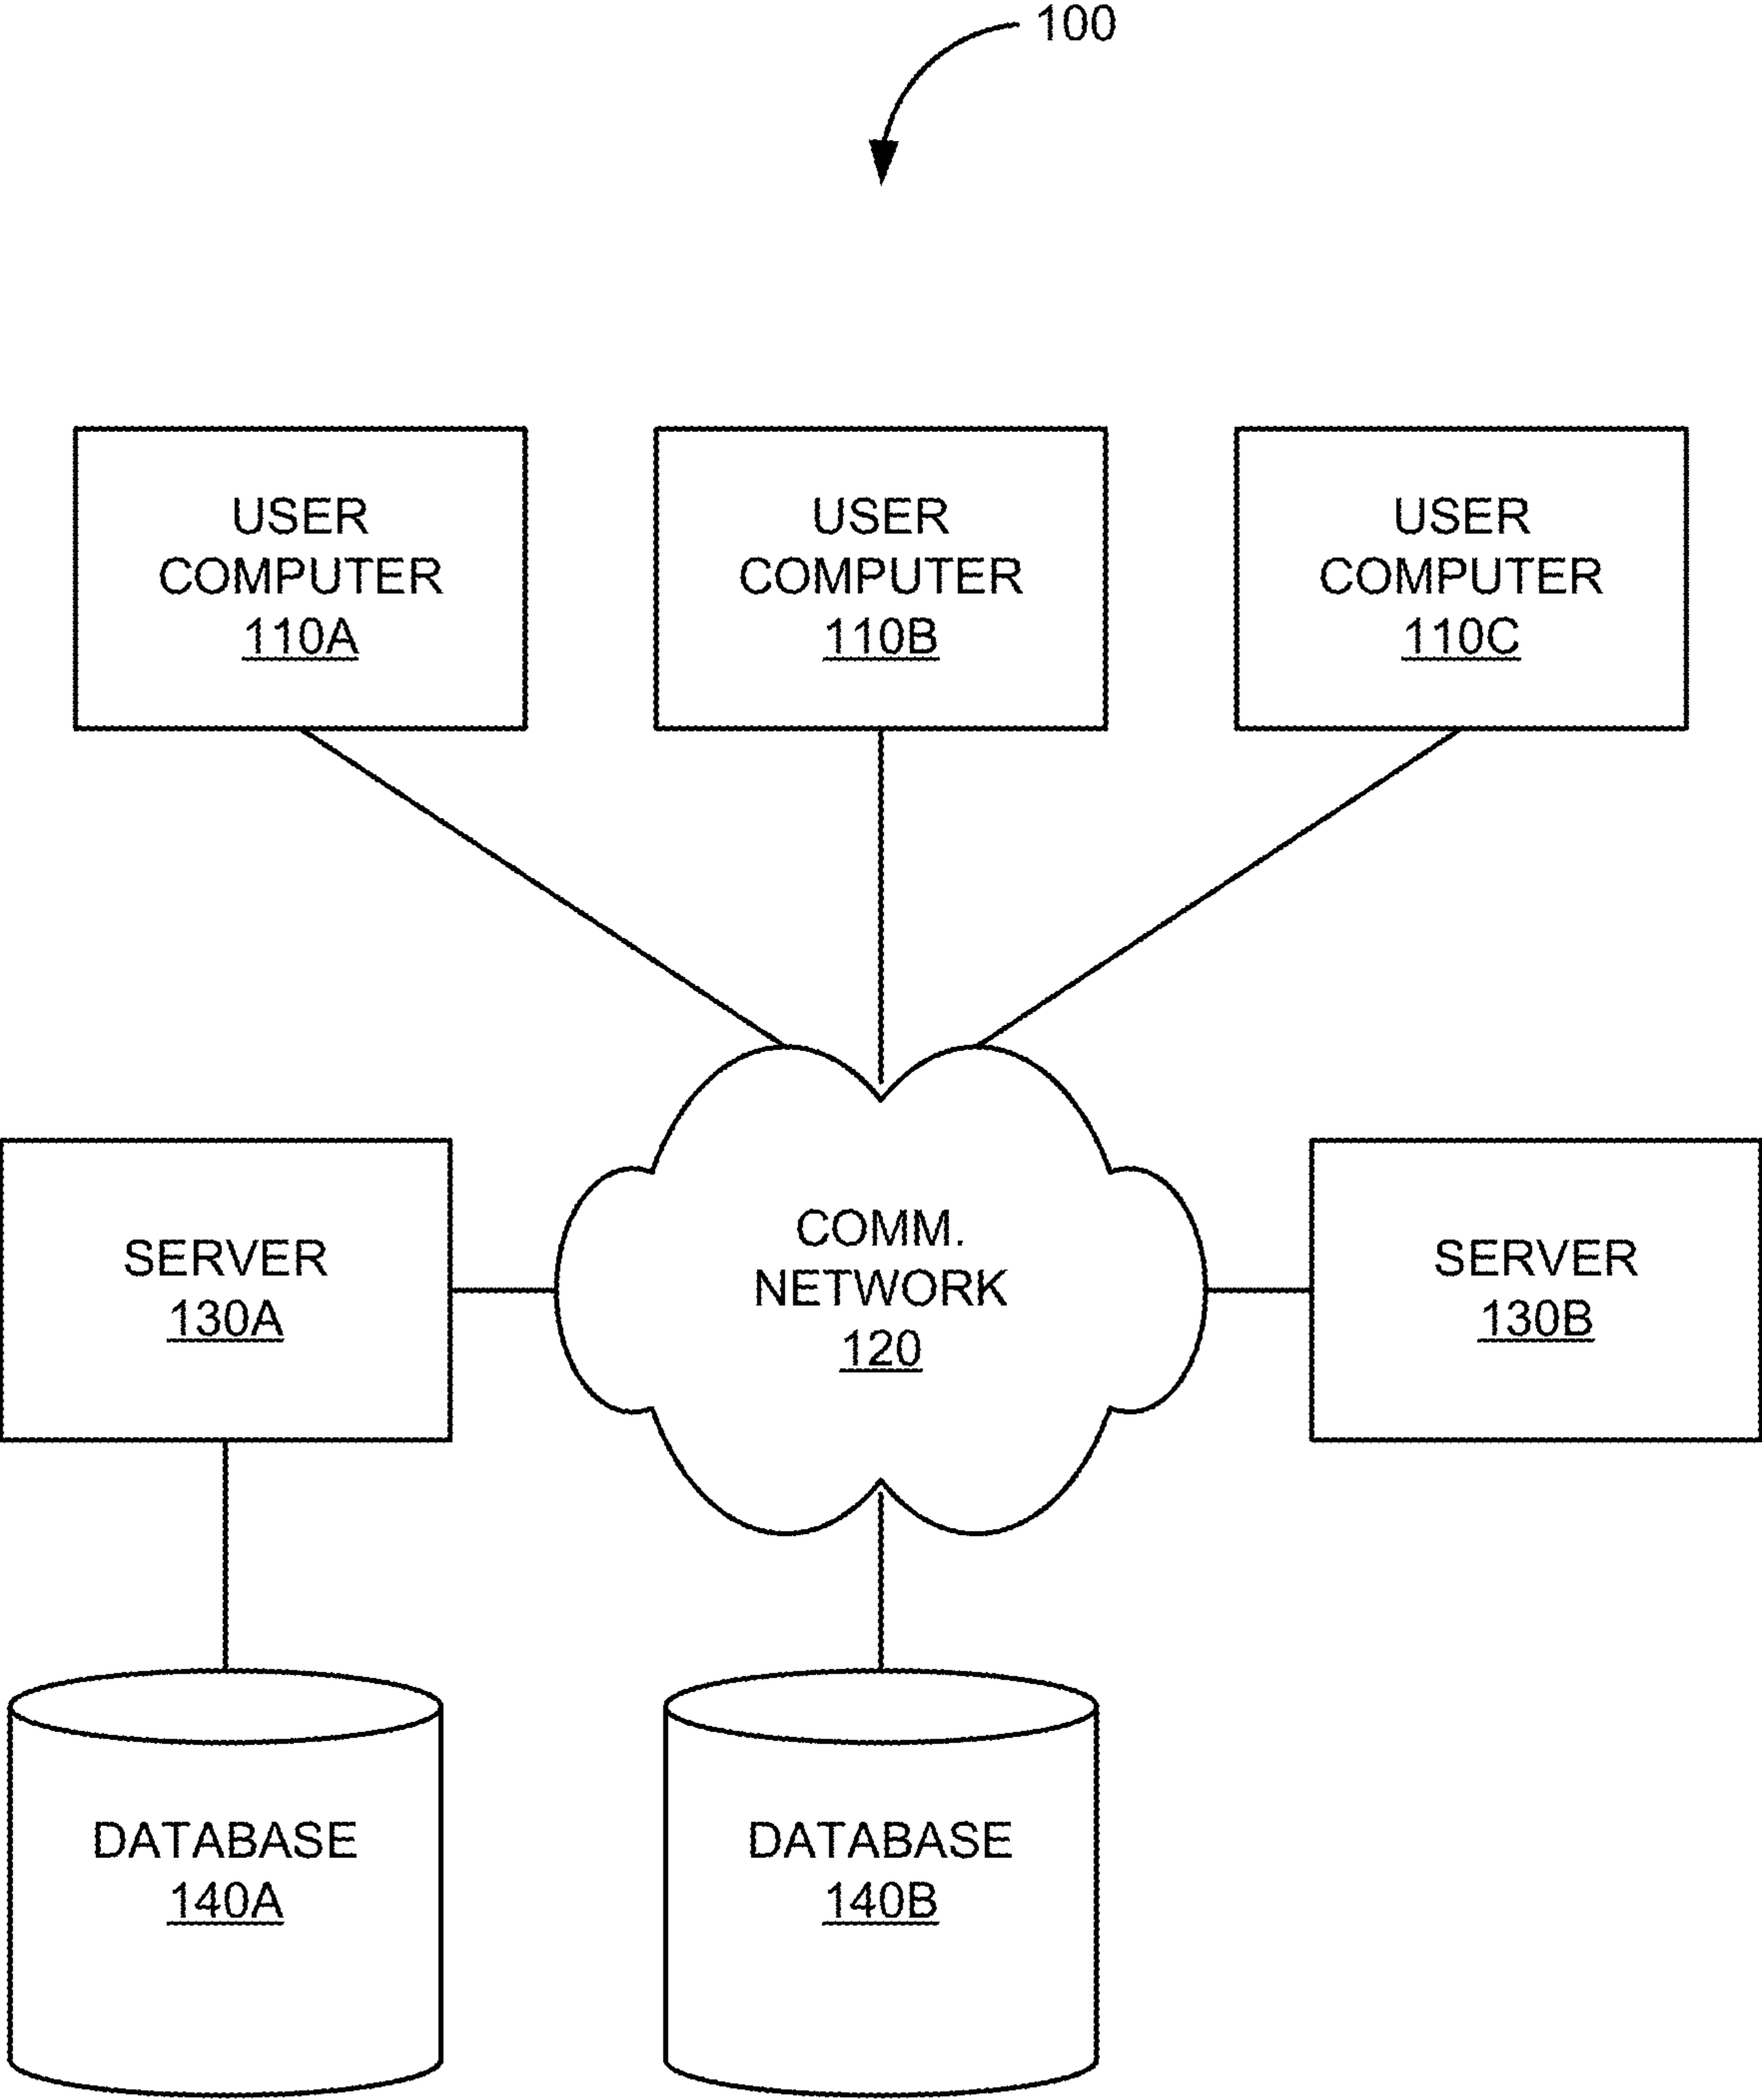 100
USER
COMPUTER
110A
USER
COMPUTER
110B
USER
COMPUTER
110C
SERVER
130A
COMM.
NETWORK
120
SERVER
130B
DATABASE
140A
DATABASE
140B